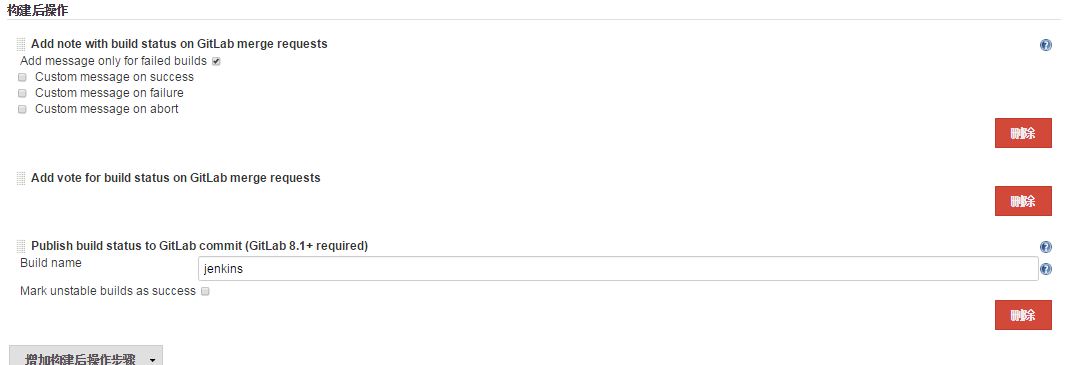 构建后操作
Add note with build status on GitLab merge requests
Add message only for failed builds
Custom message on success
Custom message on failure
Custom message on abort
删除
Add vote for build status on GitLab merge requests
删除
Publish build status to GitLab commit (GitLab 8.1+ required)
Build name
jenkins
Mark unstable builds as success
删除
增加构建后操作步骤